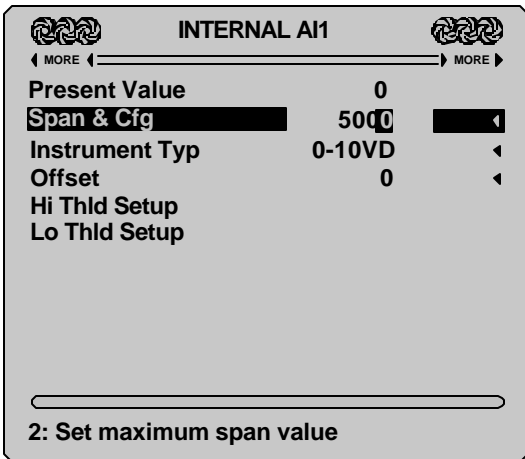 INTERNAL AI1
MORE MORE
Present Value 0
Span & Cfg 5000
Instrument Typ 0-10VD
Offset 0
Hi Thld Setup
Lo Thld Setup
2: Set maximum span value